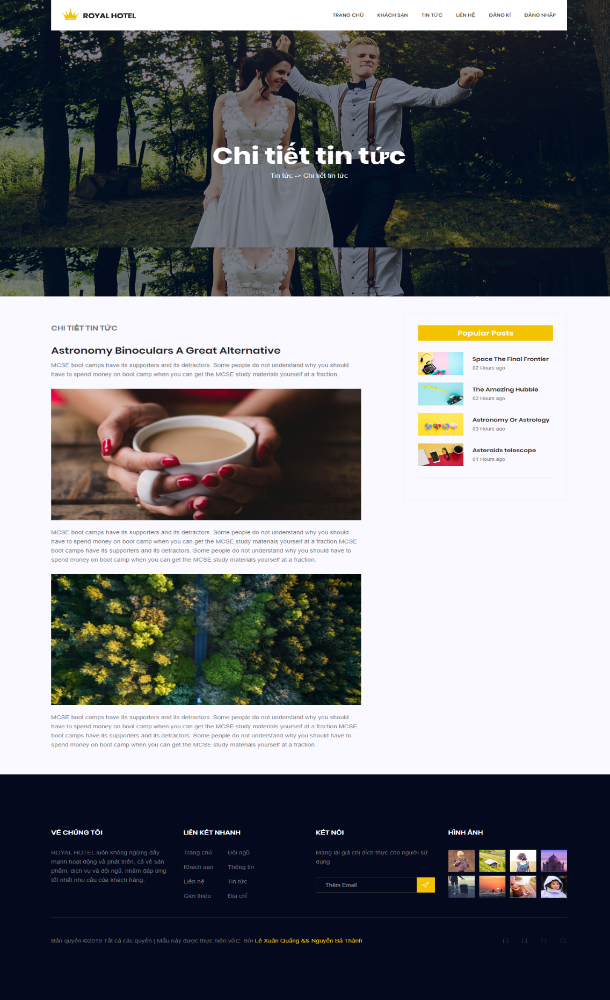 ROYAL HOTEL
TRANG CHỦ
KHÁCH SẠN
TIN TỨC
LIÊN HỆ
ĐĂNG KÍ
ĐĂNG NHẬP
Chi tiết tin tức
Tin tức -> Chi tiết tin tức
CHI TIẾT TIN TỨC
Astronomy Binoculars A Great Alternative
MCSE boot camps have its supporters and its detractors. Some people do not understand why you should
have to spend money on boot camp when you can get the MCSE study materials yourself at a fraction.
MCSE boot camps have its supporters and its detractors. Some people do not understand why you should
have to spend money on boot camp when you can get the MCSE study materials yourself at a fraction.MCSE
boot camps have its supporters and its detractors. Some people do not understand why you should have to
spend money on boot camp when you can get the MCSE study materials yourself at a fraction.
MCSE boot camps have its supporters and its detractors. Some people do not understand why you should
have to spend money on boot camp when you can get the MCSE study materials yourself at a fraction.MCSE
boot camps have its supporters and its detractors. Some people do not understand why you should have to
spend money on boot camp when you can get the MCSE study materials yourself at a fraction.
Popular Posts
Space The Final Frontier
02 Hours ago
The Amazing Hubble
02 Hours ago
Astronomy Or Astrology
03 Hours ago
Asteroids telescope
01 Hours ago
VỀ CHÚNG TÔI
ROYAL HOTEL luôn không ngừng đẩy
mạnh hoạt động và phát triển, cả về sản
phẩm, dịch vụ và đội ngũ, nhằm đáp ứng
tốt nhất nhu cầu của khách hàng.
LIÊN KẾT NHANH
Trang chủ
Đội ngũ
Khách sạn
Thông tin
Liên hệ
Tin tức
Giới thiệu
Địa chỉ
KẾT NỐI
Mang lại giá chị đích thực cho người sử
dụng
Thêm Email
HÌNH ẢNH
Bản quyền ©2019 Tất cả các quyền | Mẫu này được thực hiện với Bởi Lê Xuân Quảng && Nguyễn Bá Thành